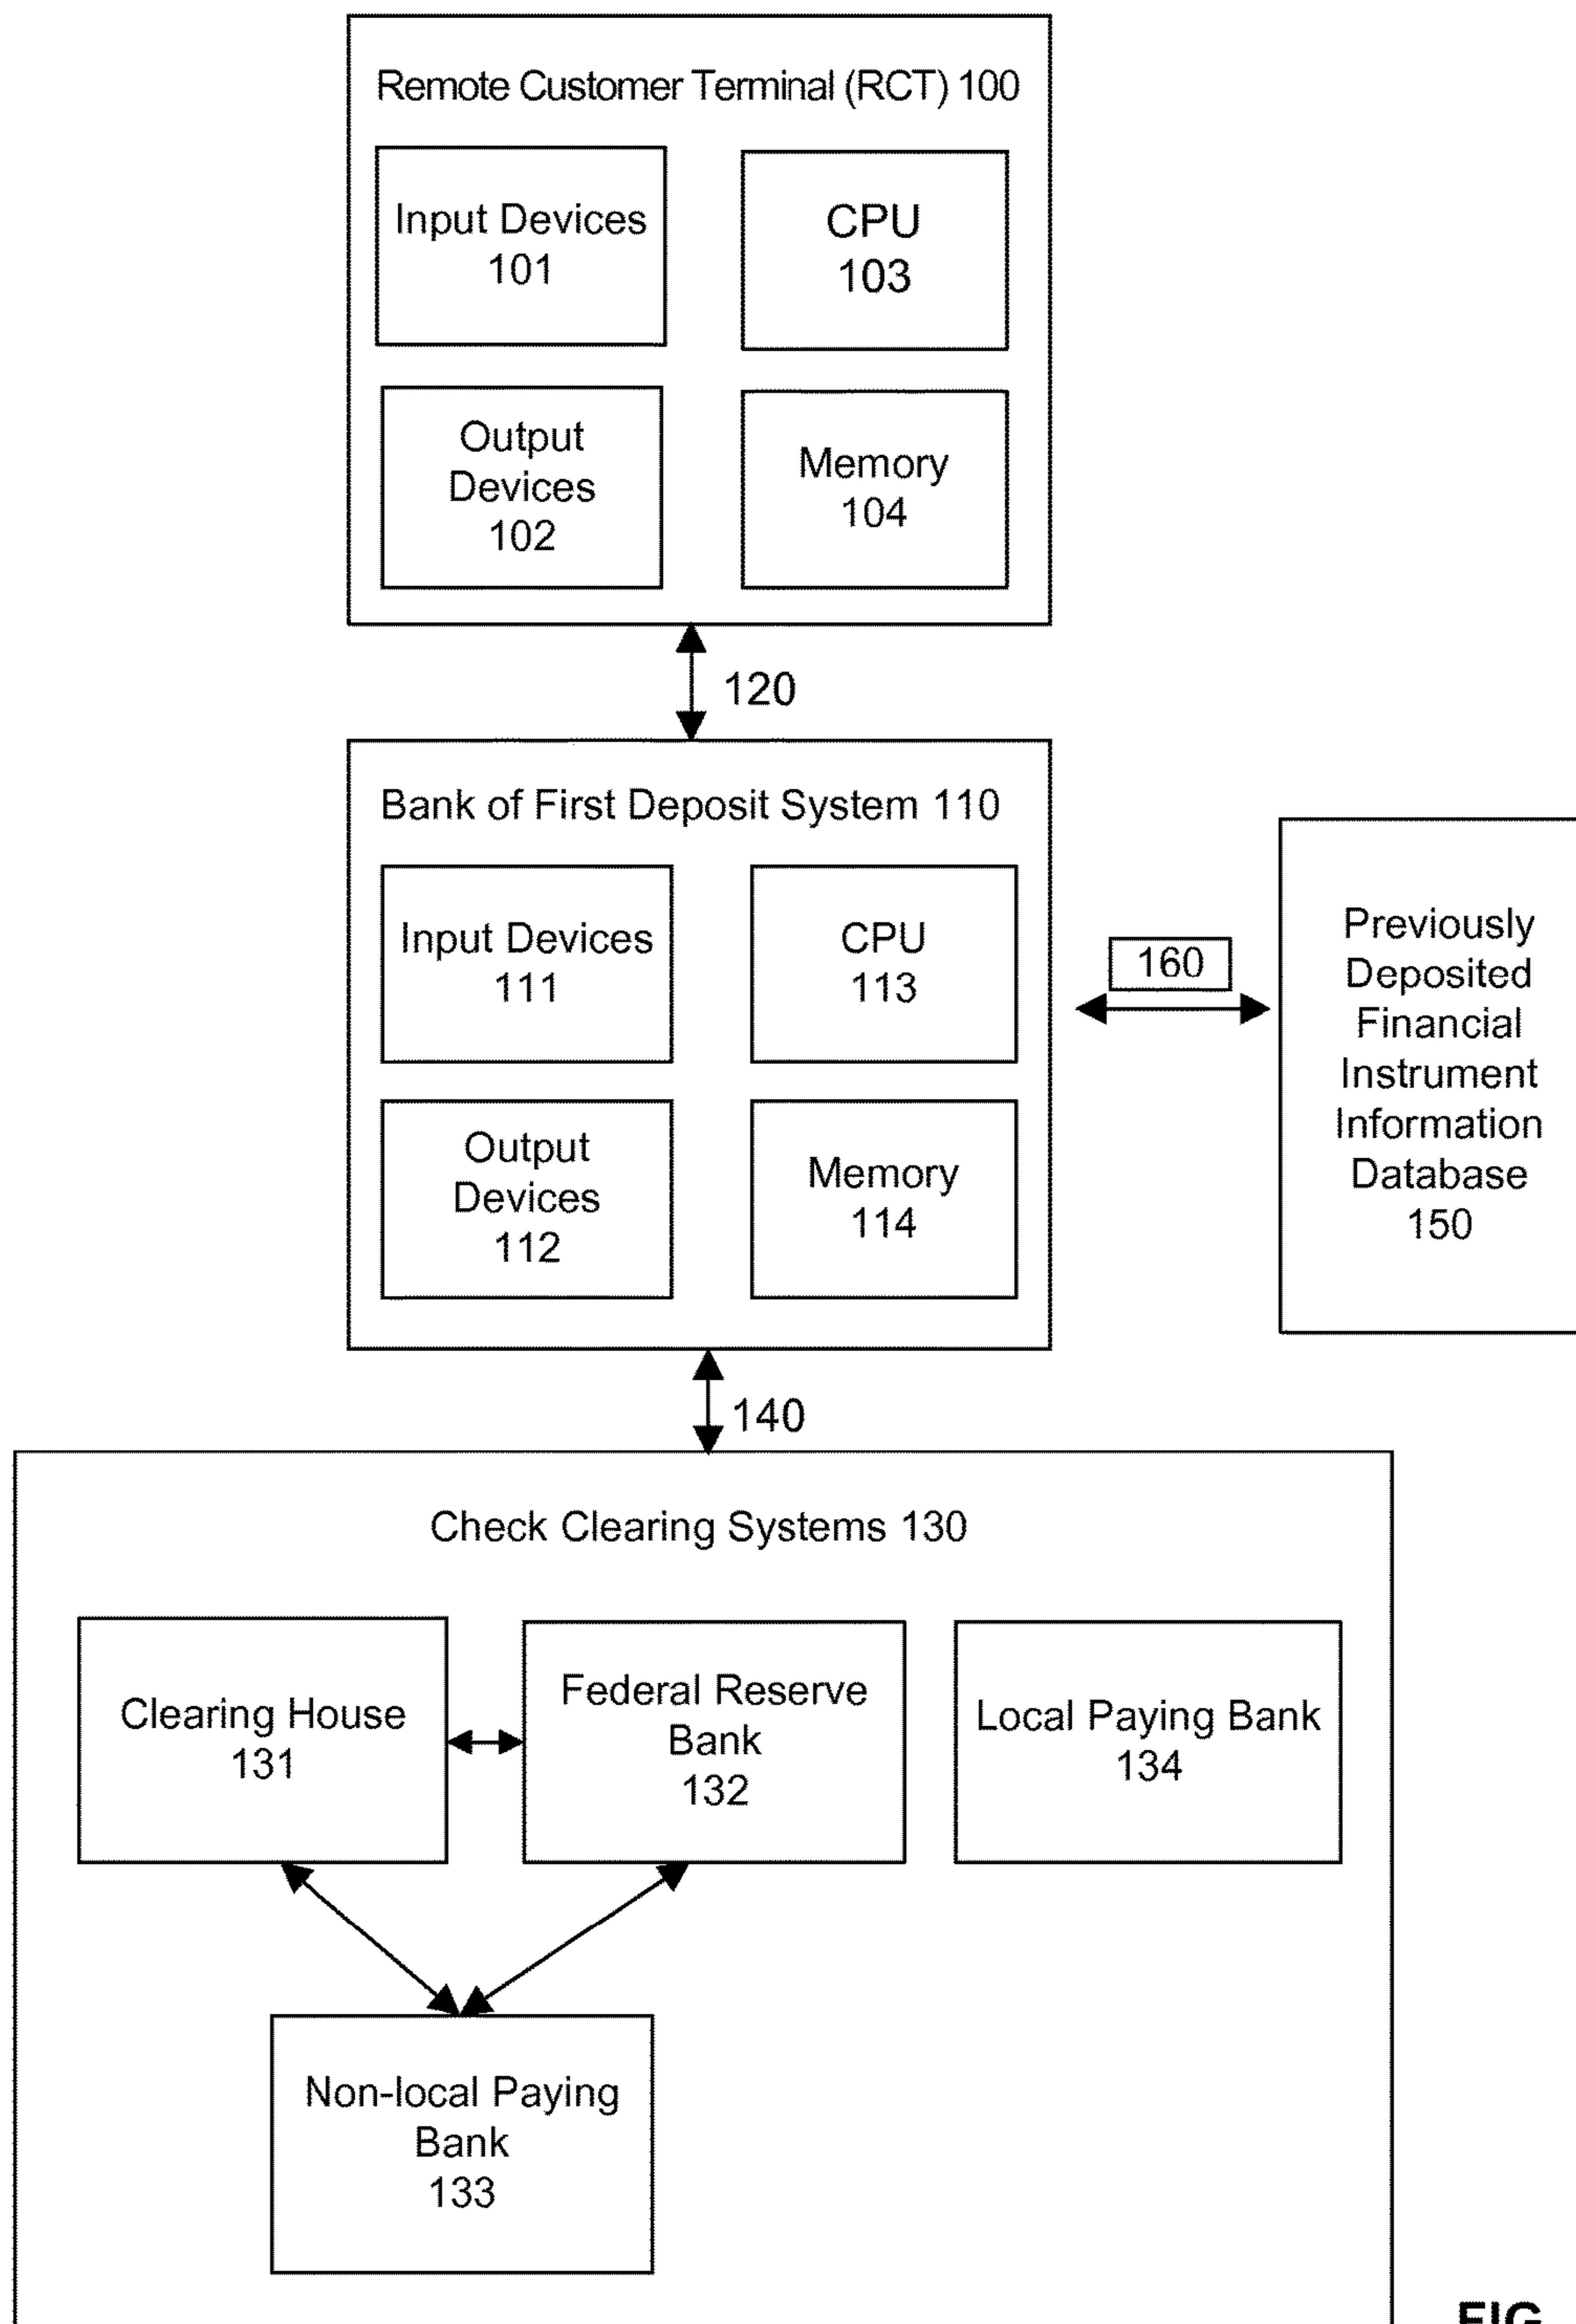 Remote Customer Terminal (RCT) 100
Input Devices
101
CPU
103
Output
Devices
102
Memory
104
120
Bank of First Deposit System 110
Input Devices
111
CPU
113
Output
Devices
112
Memory
114
160
Previously
Deposited
Financial
Instrument
Information
Database
150
140
Check Clearing Systems 130
Clearing House
131
Federal Reserve
Bank
132
Local Paying Bank
134
Non-local Paying
Bank
133
FIG